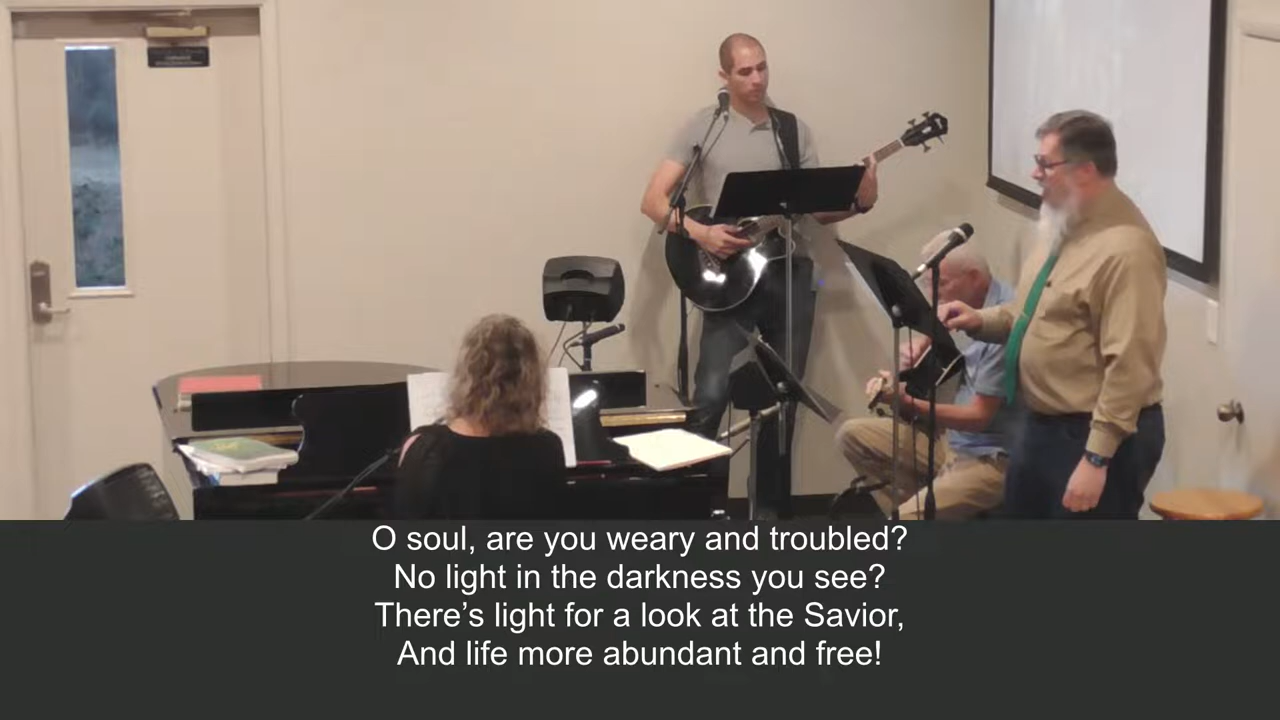 O soul, are you weary and troubled?
No light in the darkness you see?
There’s light for a look at the Savior,
And life more abundant and free!